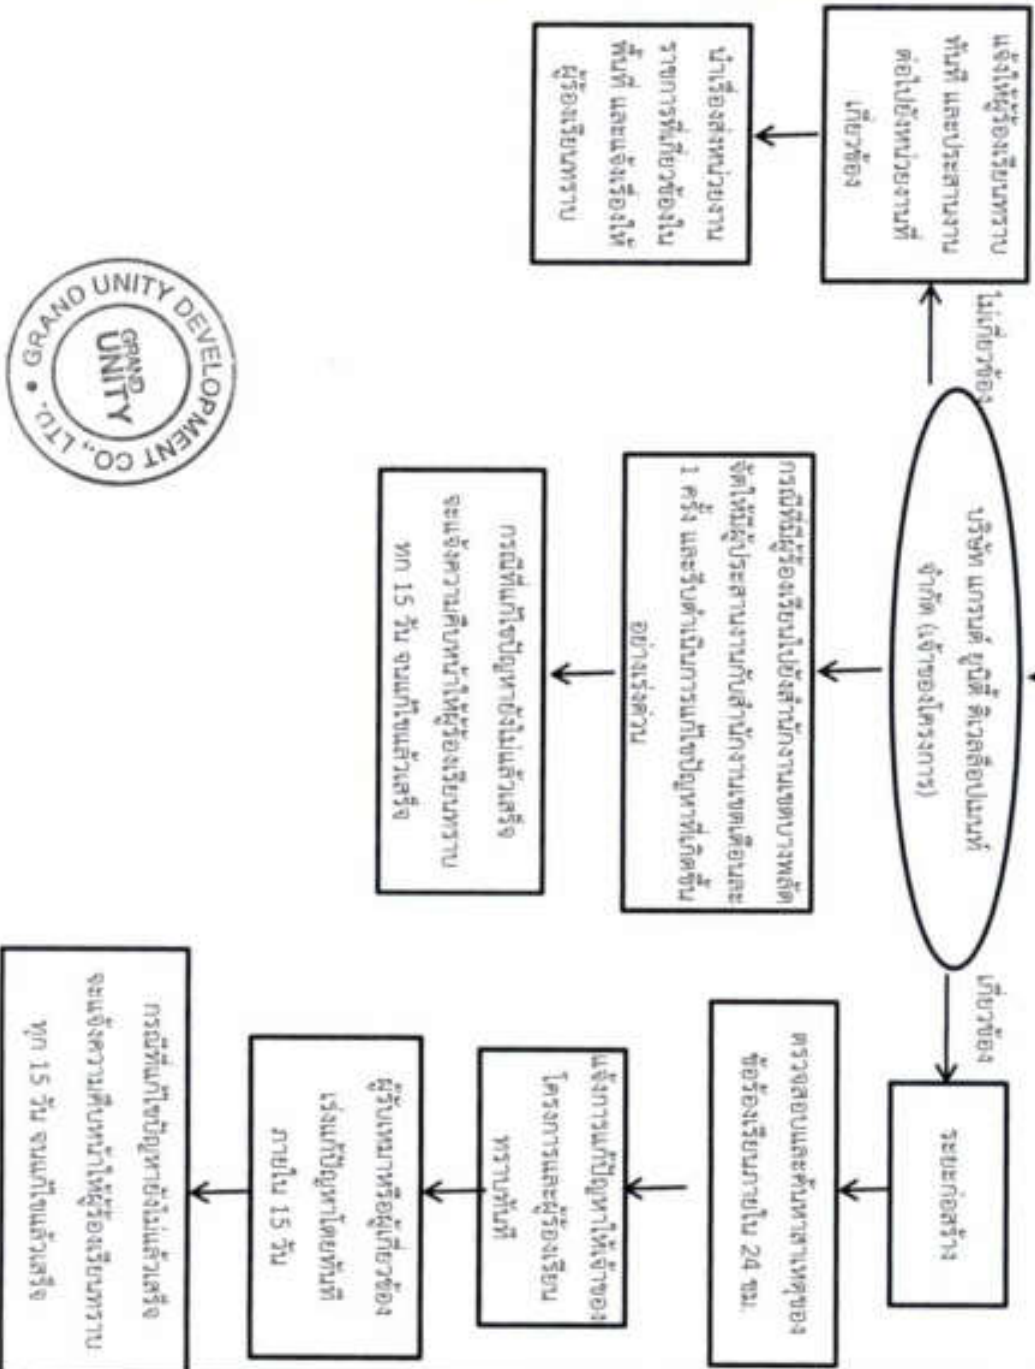 บริษัท แกรนด์ ยูนิตี้ ดิเวลล็อปเมนท์
จำกัด (เจ้าของโครงการ)
ไม่เกี่ยวข้อง
เกี่ยวข้อง
แจ้งให้ผู้ร้องเรียนทราบ
ทันที และประสานงาน
ต่อไปยังหน่วยงานที่
เกี่ยวข้อง
นำเรื่องส่งหน่วยงาน
ราชการที่เกี่ยวข้องใน
พื้นที่ และแจ้งเรื่องให้
ผู้ร้องเรียนทราบ
กรณีที่มีผู้ร้องเรียนไปยังสำนักงานเขตบางพลัด
จัดให้มีผู้ประสานงานกับสำนักงานเขตเดือนละ
1 ครั้ง และรีบดำเนินการแก้ไขปัญหาที่เกิดขึ้น
อย่างเร่งด่วน
กรณีที่แก้ไขปัญหายังไม่แล้วเสร็จ
จะแจ้งความคืบหน้าให้ผู้ร้องเรียนทราบ
ทุก 15 วัน จนแก้ไขแล้วเสร็จ
ระยะก่อสร้าง
ตรวจสอบและค้นหาสาเหตุของ
ข้อร้องเรียนภายใน 24 ชม.
แจ้งการแก้ปัญหาให้เจ้าของ
โครงการและผู้ร้องเรียน
ทราบทันที
ผู้รับเหมาหรือผู้เกี่ยวข้อง
เร่งแก้ปัญหาโดยทันที
ภายใน 15 วัน
กรณีที่แก้ไขปัญหายังไม่แล้วเสร็จ
จะแจ้งความคืบหน้าให้ผู้ร้องเรียนทราบ
ทุก 15 วัน จนแก้ไขแล้วเสร็จ
GRAND UNITY DEVELOPMENT CO., LTD.
GRAND
UNITY